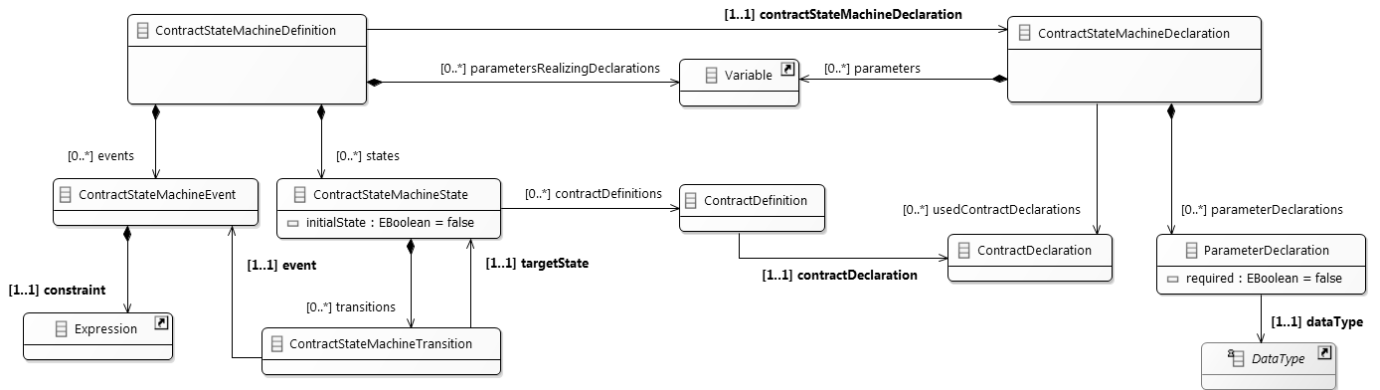 ContractStateMachineDefinition
[1..1] contractStateMachineDeclaration
ContractStateMachineDeclaration
[0..*] parametersRealizingDeclarations
Variable
[0..*] parameters
[0..*] events
[0..*] states
ContractStateMachineEvent
ContractStateMachineState
initialState : EBoolean = false
[0..*] contractDefinitions
ContractDefinition
[0..*] usedContractDeclarations
[0..*] parameterDeclarations
ContractDeclaration
ParameterDeclaration
required : EBoolean = false
[1..1] event
[1..1] targetState
[1..1] contractDeclaration
[1..1] constraint
[0..*] transitions
Expression
ContractStateMachineTransition
[1..1] dataType
DataType